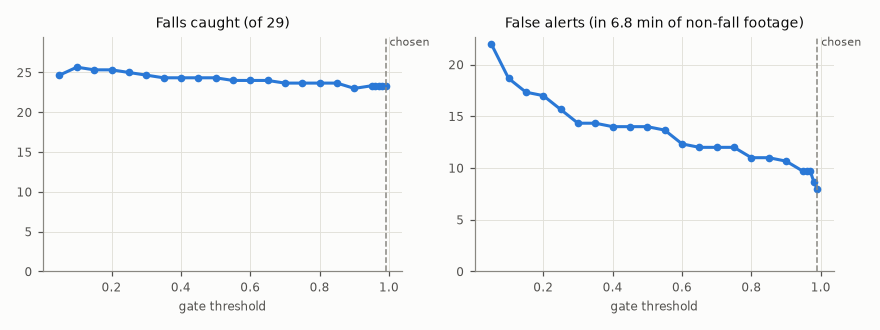 Falls caught (of 29)
chosen
25
20
15
10
5
0
0.2 0.4 0.6 0.8 1.0
gate threshold
False alerts (in 6.8 min of non-fall footage)
chosen
20
15
10
5
0
0.2 0.4 0.6 0.8 1.0
gate threshold